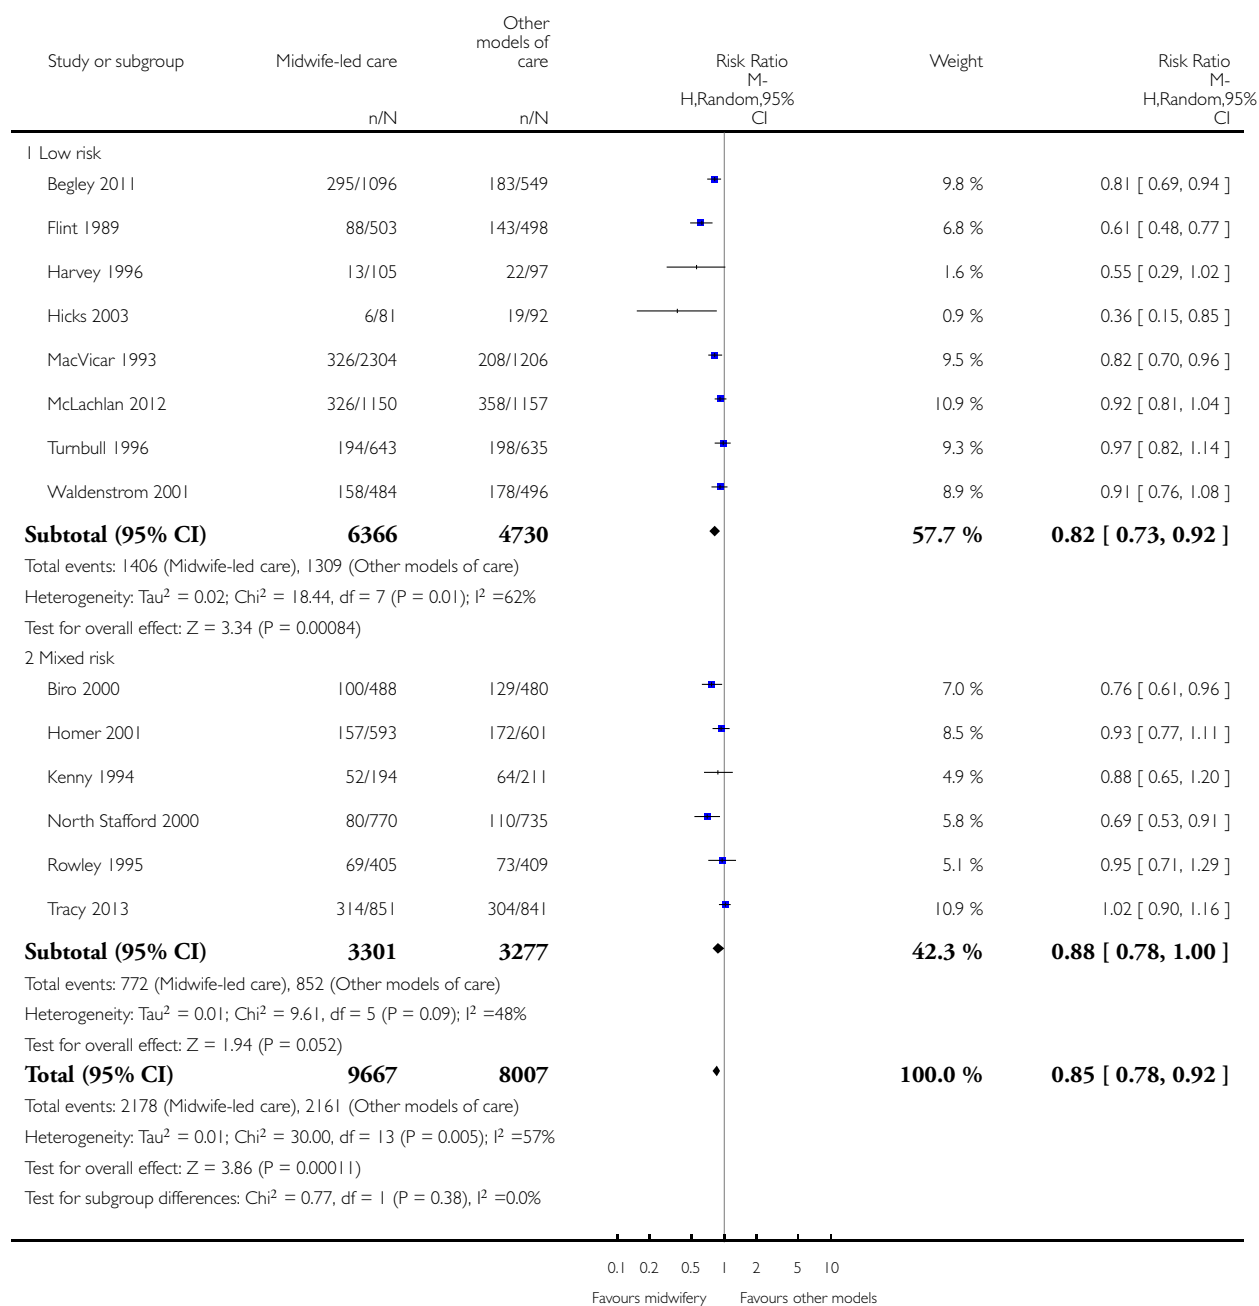 Study or subgroup Midwife-led care Other models of care Risk Ratio Weight Risk Ratio
n/N n/N M-H,Random,95% CI M-H,Random,95% CI
1 Low risk
Begley 2011 295/1096 183/549 9.8 % 0.81 [ 0.69, 0.94 ]
Flint 1989 88/503 143/498 6.8 % 0.61 [ 0.48, 0.77 ]
Harvey 1996 13/105 22/97 1.6 % 0.55 [ 0.29, 1.02 ]
Hicks 2003 6/81 19/92 0.9 % 0.36 [ 0.15, 0.85 ]
MacVicar 1993 326/2304 208/1206 9.5 % 0.82 [ 0.70, 0.96 ]
McLachlan 2012 326/1150 358/1157 10.9 % 0.92 [ 0.81, 1.04 ]
Turnbull 1996 194/643 198/635 9.3 % 0.97 [ 0.82, 1.14 ]
Waldenstrom 2001 158/484 178/496 8.9 % 0.91 [ 0.76, 1.08 ]
Subtotal (95% CI) 6366 4730 57.7 % 0.82 [ 0.73, 0.92 ]
Total events: 1406 (Midwife-led care), 1309 (Other models of care)
Heterogeneity: Tau² = 0.02; Chi² = 18.44, df = 7 (P = 0.01); I² =62%
Test for overall effect: Z = 3.34 (P = 0.00084)
2 Mixed risk
Biro 2000 100/488 129/480 7.0 % 0.76 [ 0.61, 0.96 ]
Homer 2001 157/593 172/601 8.5 % 0.93 [ 0.77, 1.11 ]
Kenny 1994 52/194 64/211 4.9 % 0.88 [ 0.65, 1.20 ]
North Stafford 2000 80/770 110/735 5.8 % 0.69 [ 0.53, 0.91 ]
Rowley 1995 69/405 73/409 5.1 % 0.95 [ 0.71, 1.29 ]
Tracy 2013 314/851 304/841 10.9 % 1.02 [ 0.90, 1.16 ]
Subtotal (95% CI) 3301 3277 42.3 % 0.88 [ 0.78, 1.00 ]
Total events: 772 (Midwife-led care), 852 (Other models of care)
Heterogeneity: Tau² = 0.01; Chi² = 9.61, df = 5 (P = 0.09); I² =48%
Test for overall effect: Z = 1.94 (P = 0.052)
Total (95% CI) 9667 8007 100.0 % 0.85 [ 0.78, 0.92 ]
Total events: 2178 (Midwife-led care), 2161 (Other models of care)
Heterogeneity: Tau² = 0.01; Chi² = 30.00, df = 13 (P = 0.005); I² =57%
Test for overall effect: Z = 3.86 (P = 0.00011)
Test for subgroup differences: Chi² = 0.77, df = 1 (P = 0.38), I² =0.0%
0.1 0.2 0.5 1 2 5 10
Favours midwifery Favours other models